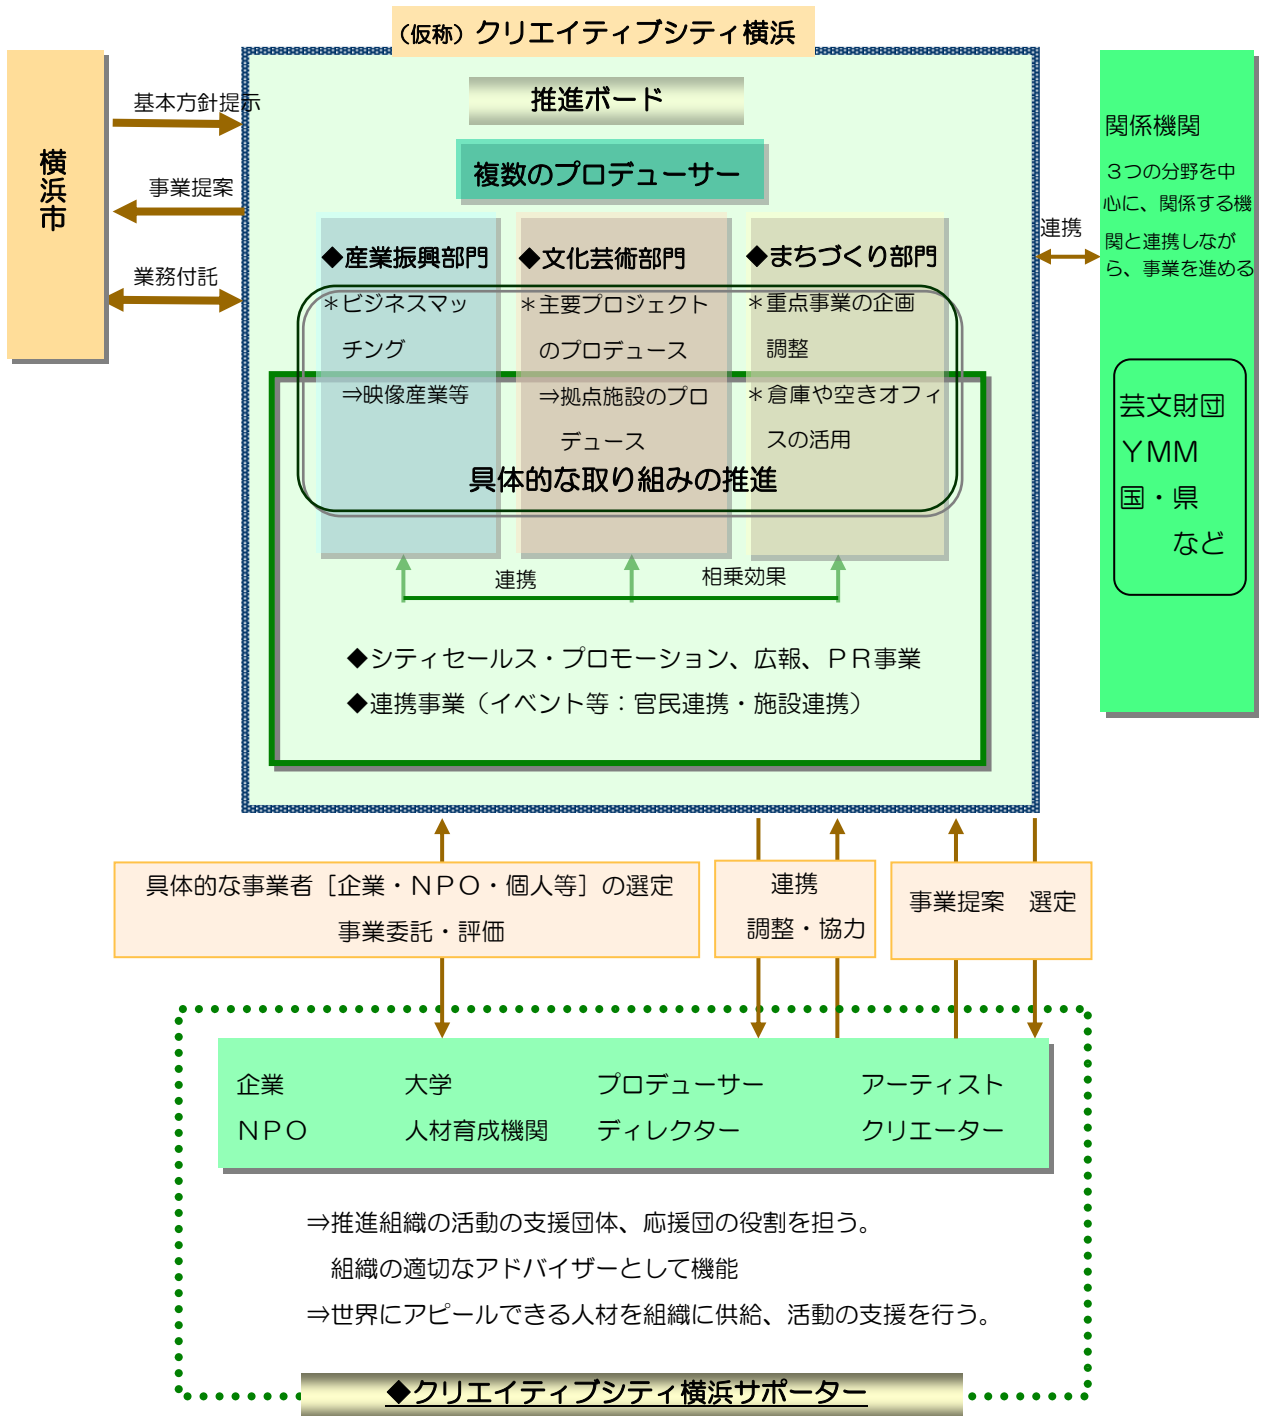 （仮称）クリエイティブシティ横浜
横浜市
基本方針提示
事業提案
業務付託
推進ボード
複数のプロデューサー
◆産業振興部門
＊ビジネスマッ
チング
⇒映像産業等
◆文化芸術部門
＊主要プロジェクト
のプロデュース
⇒拠点施設のプロ
デュース
◆まちづくり部門
＊重点事業の企画
調整
＊倉庫や空きオフィ
スの活用
具体的な取り組みの推進
連携
相乗効果
◆シティセールス・プロモーション、広報、ＰＲ事業
◆連携事業（イベント等：官民連携・施設連携）
連携
関係機関
３つの分野を中
心に、関係する機
関と連携しなが
ら、事業を進める
芸文財団
ＹＭＭ
国・県
など
具体的な事業者［企業・ＮＰＯ・個人等］の選定
事業委託・評価
連携
調整・協力
事業提案　選定
企業　大学　プロデューサー　アーティスト
ＮＰＯ　人材育成機関　ディレクター　クリエーター
⇒推進組織の活動の支援団体、応援団の役割を担う。
組織の適切なアドバイザーとして機能
⇒世界にアピールできる人材を組織に供給、活動の支援を行う。
◆クリエイティブシティ横浜サポーター